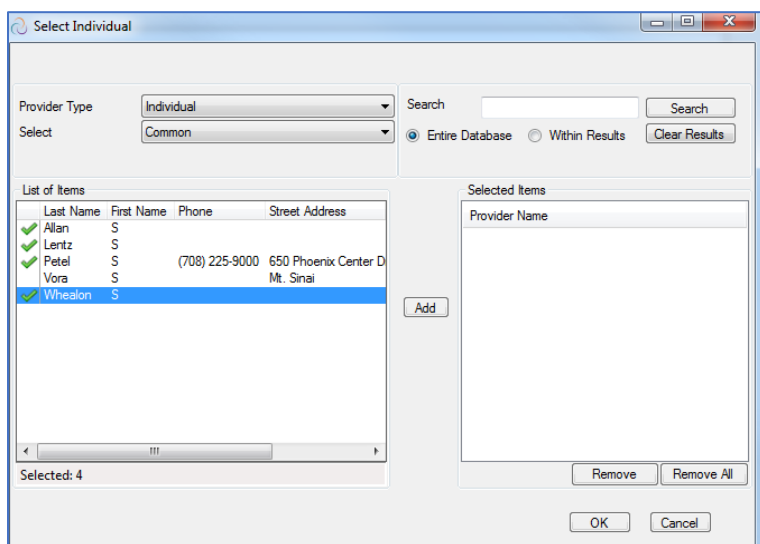 Select Individual
Provider Type Individual
Select Common
Search Search
Entire Database Within Results Clear Results
List of Items
Last Name First Name Phone Street Address
Allan S
Lentz S
Petel S (708) 225-9000 650 Phoenix Center D
Vora S Mt. Sinai
Whealon S
Selected: 4
Add
Selected Items
Provider Name
Remove Remove All
OK Cancel